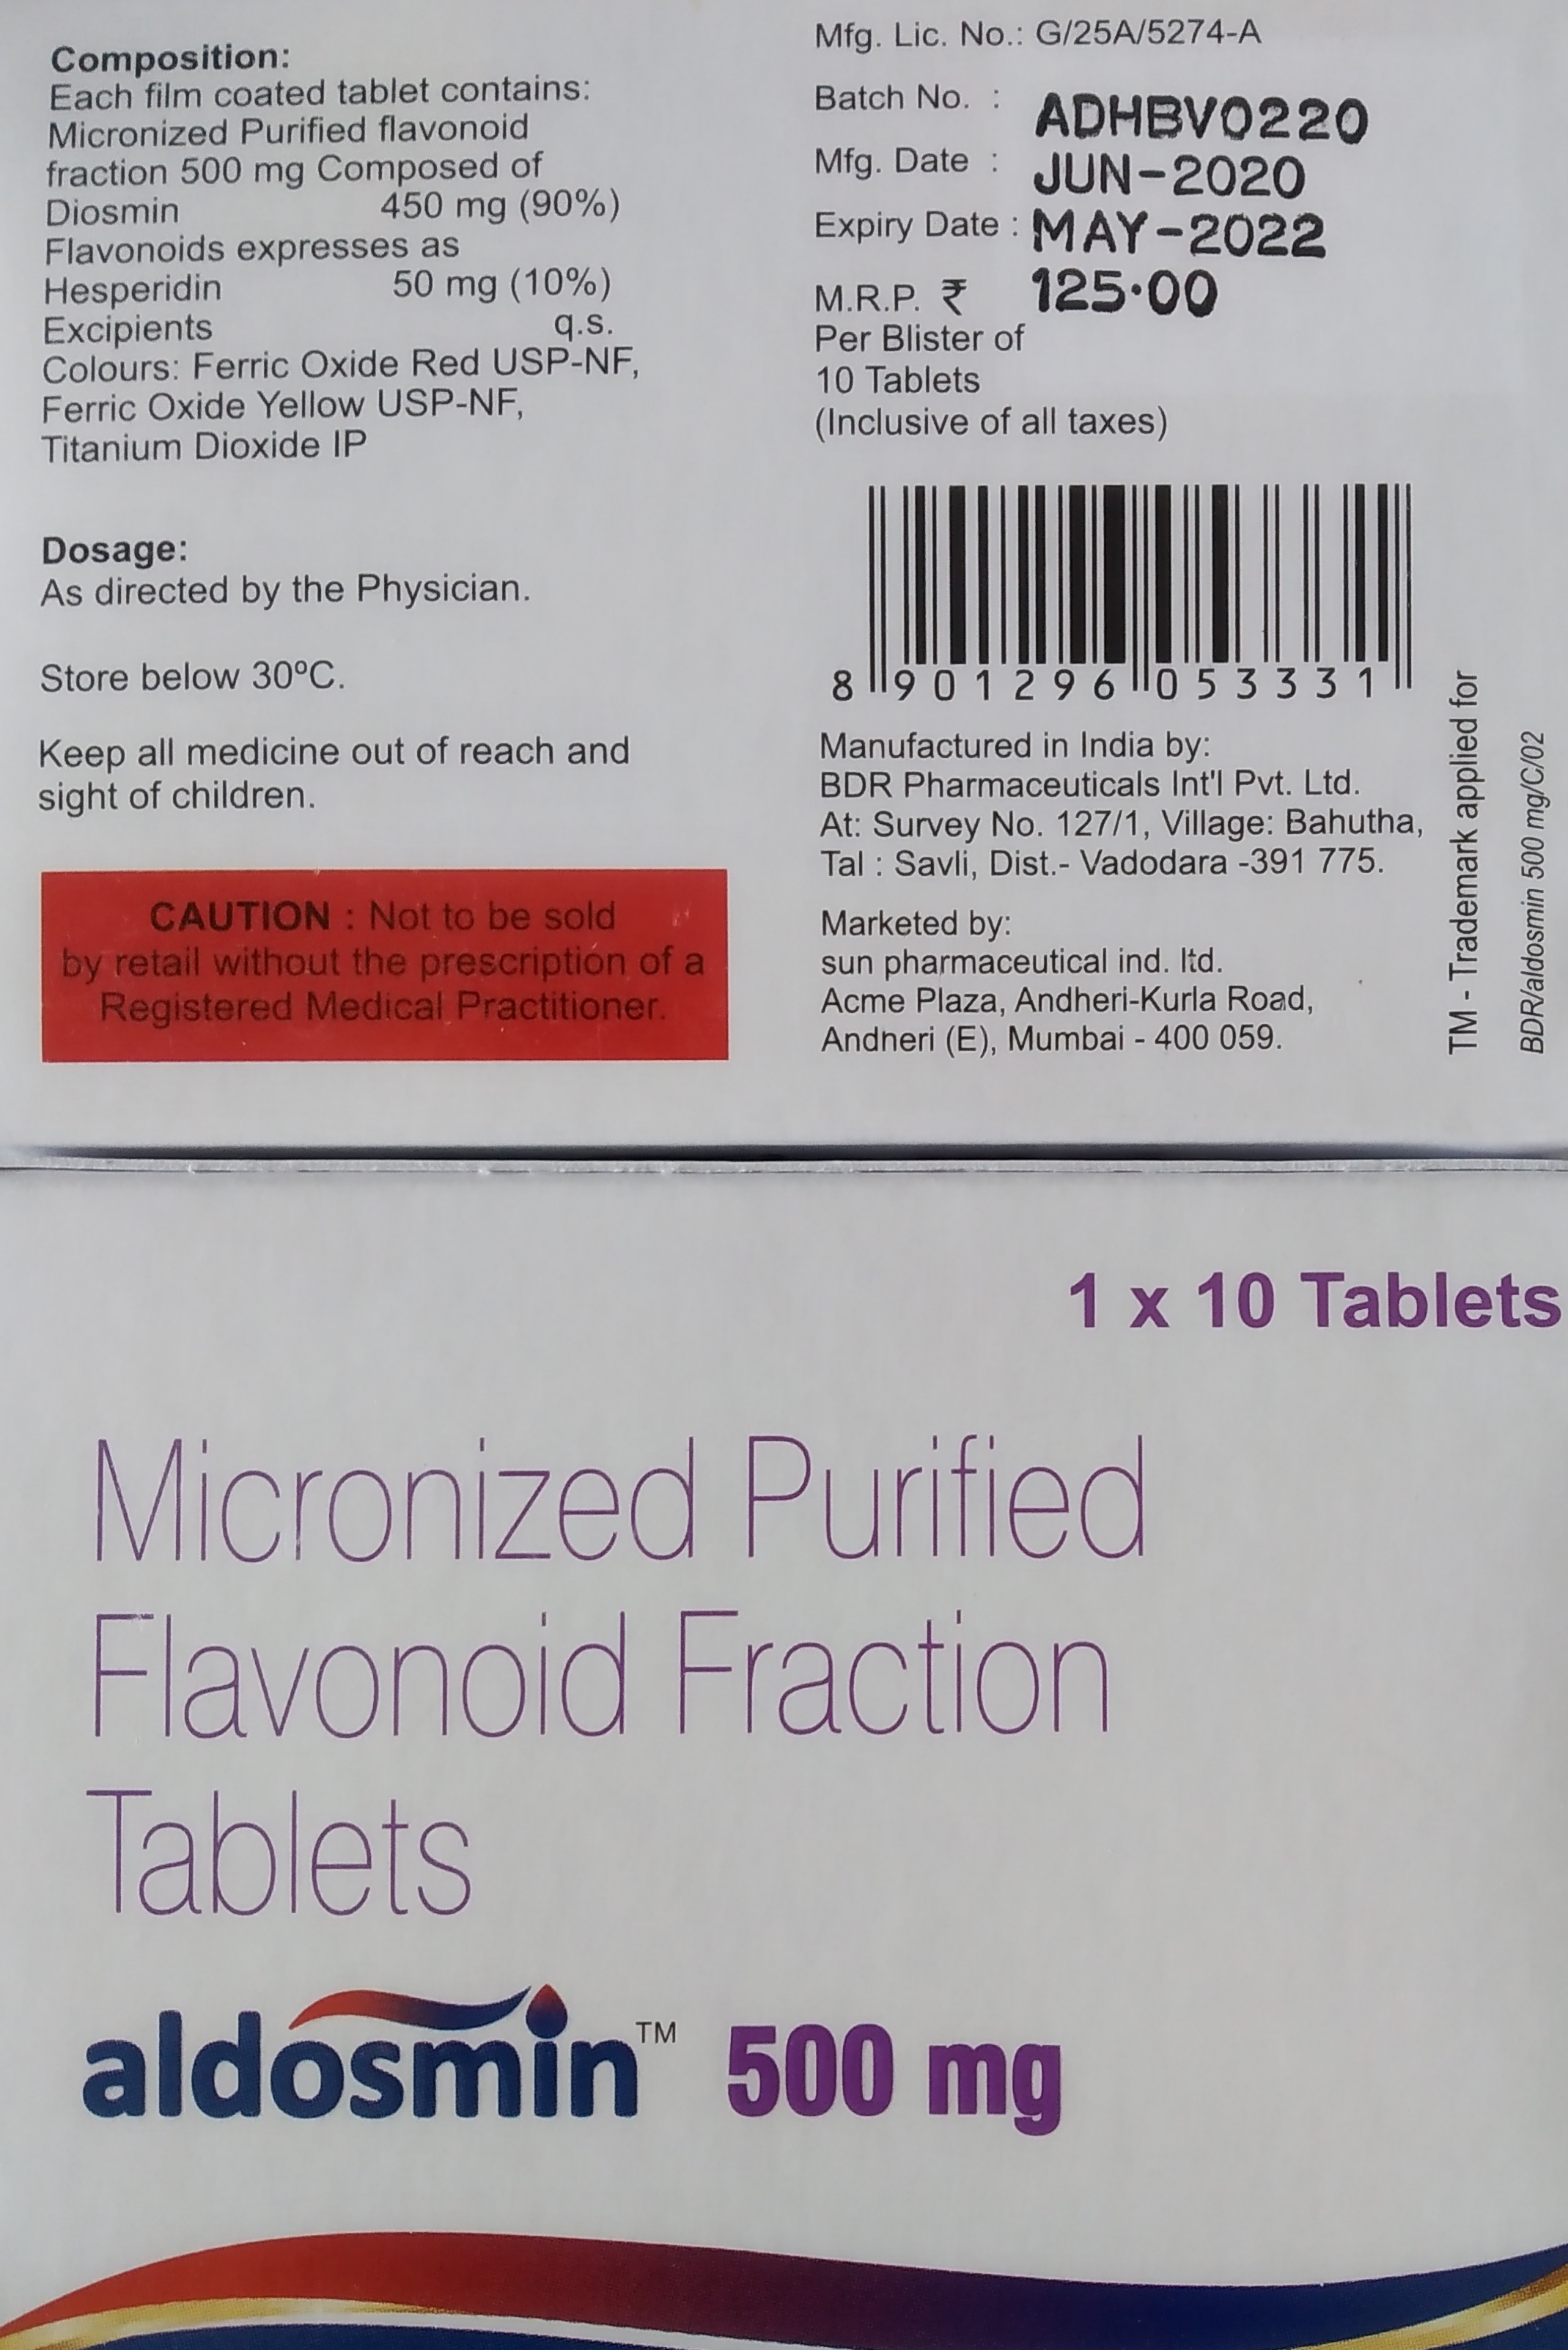 Composition:
Each film coated tablet contains:
Micronized Purified flavonoid
fraction 500 mg Composed of
Diosmin 450 mg (90%)
Flavonoids expresses as
Hesperidin 50 mg (10%)
Excipients q.s.
Colours: Ferric Oxide Red USP-NF,
Ferric Oxide Yellow USP-NF,
Titanium Dioxide IP
Dosage:
As directed by the Physician.
Store below 30ºC.
Keep all medicine out of reach and
sight of children.
CAUTION : Not to be sold
by retail without the prescription of a
Registered Medical Practitioner.
Mfg. Lic. No.: G/25A/5274-A
Batch No. : ADHBV0220
Mfg. Date : JUN-2020
Expiry Date : MAY-2022
M.R.P. ₹ 125.00
Per Blister of
10 Tablets
(Inclusive of all taxes)
8 901296 053331
Manufactured in India by:
BDR Pharmaceuticals Int'l Pvt. Ltd.
At: Survey No. 127/1, Village: Bahutha,
Tal : Savli, Dist.- Vadodara -391 775.
Marketed by:
sun pharmaceutical ind. ltd.
Acme Plaza, Andheri-Kurla Road,
Andheri (E), Mumbai - 400 059.
TM - Trademark applied for
BDR/aldosmin 500 mg/C/02
1 x 10 Tablets
Micronized Purified
Flavonoid Fraction
Tablets
aldosmin™ 500 mg